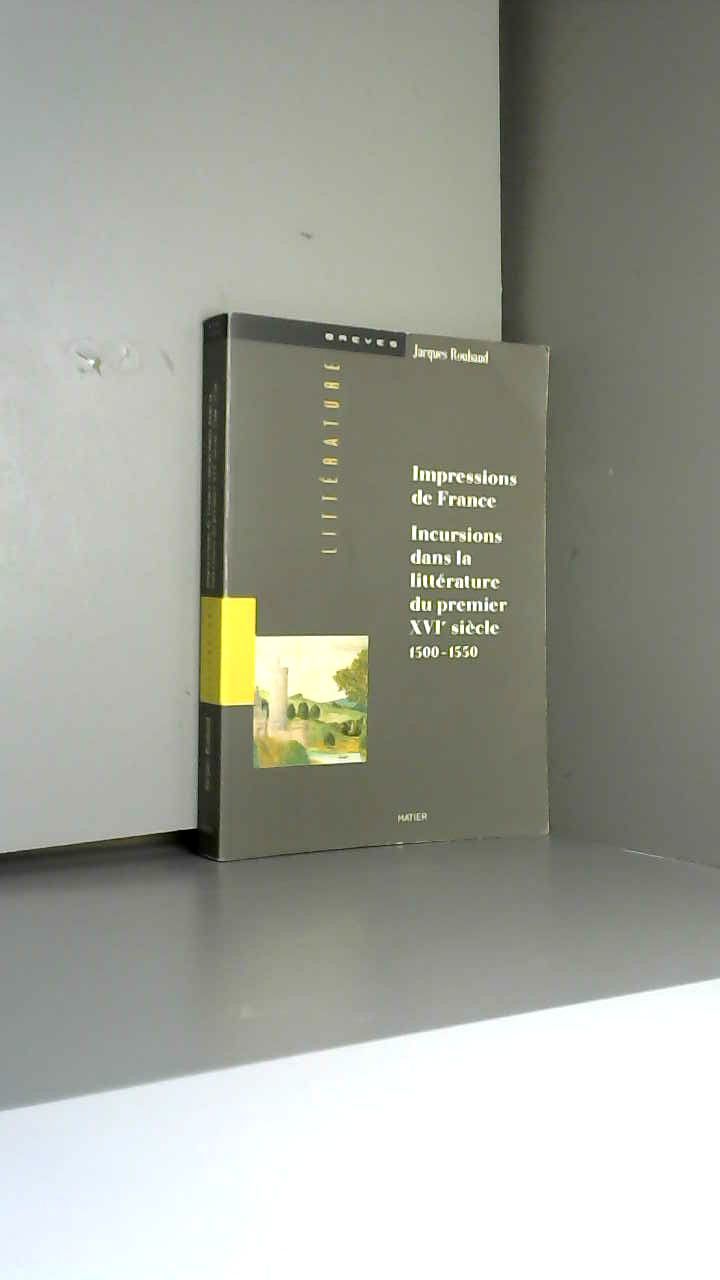 BREVES
Jacques Roubaud
LITTÉRATURE
Impressions
de France
Incursions
dans la
littérature
du premier
XVIe siècle
1500-1550
HATIER